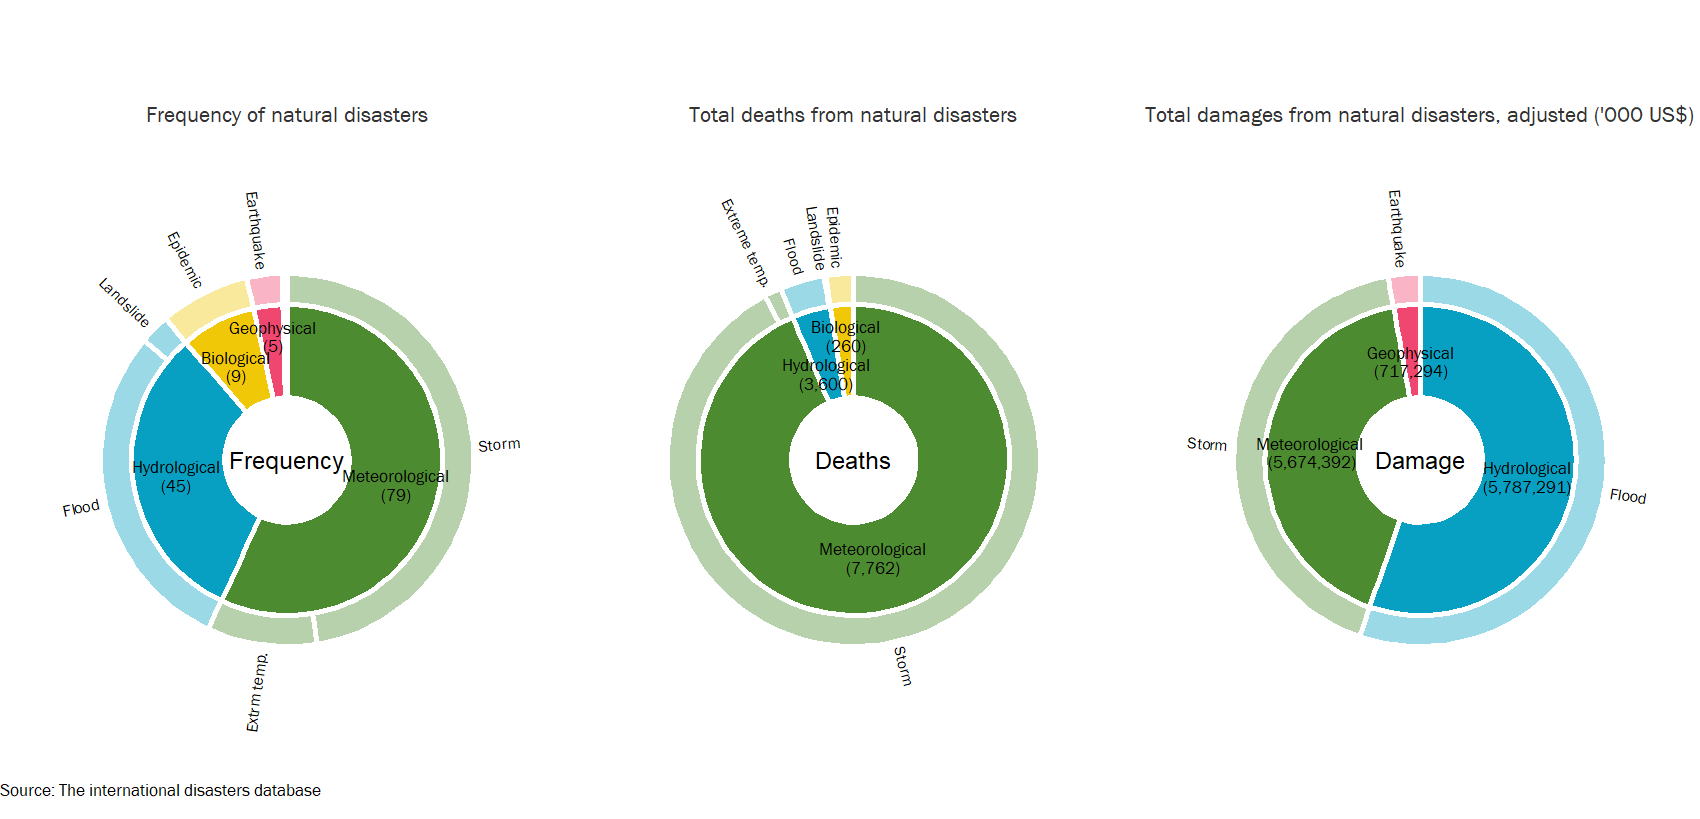 Frequency of natural disasters
Total deaths from natural disasters
Total damages from natural disasters, adjusted ('000 US$)
Earthquake
Epidemic
Landslide
Geophysical
(5)
Biological
(9)
Storm
Hydrological
(45)
Frequency
Meteorological
(79)
Flood
Extrm temp.
Extreme temp.
Flood
Landslide
Epidemic
Biological
(260)
Hydrological
(3,600)
Deaths
Meteorological
(7,762)
Storm
Earthquake
Geophysical
(717,294)
Storm
Meteorological
(5,674,392)
Damage
Hydrological
(5,787,291)
Flood
Source: The international disasters database